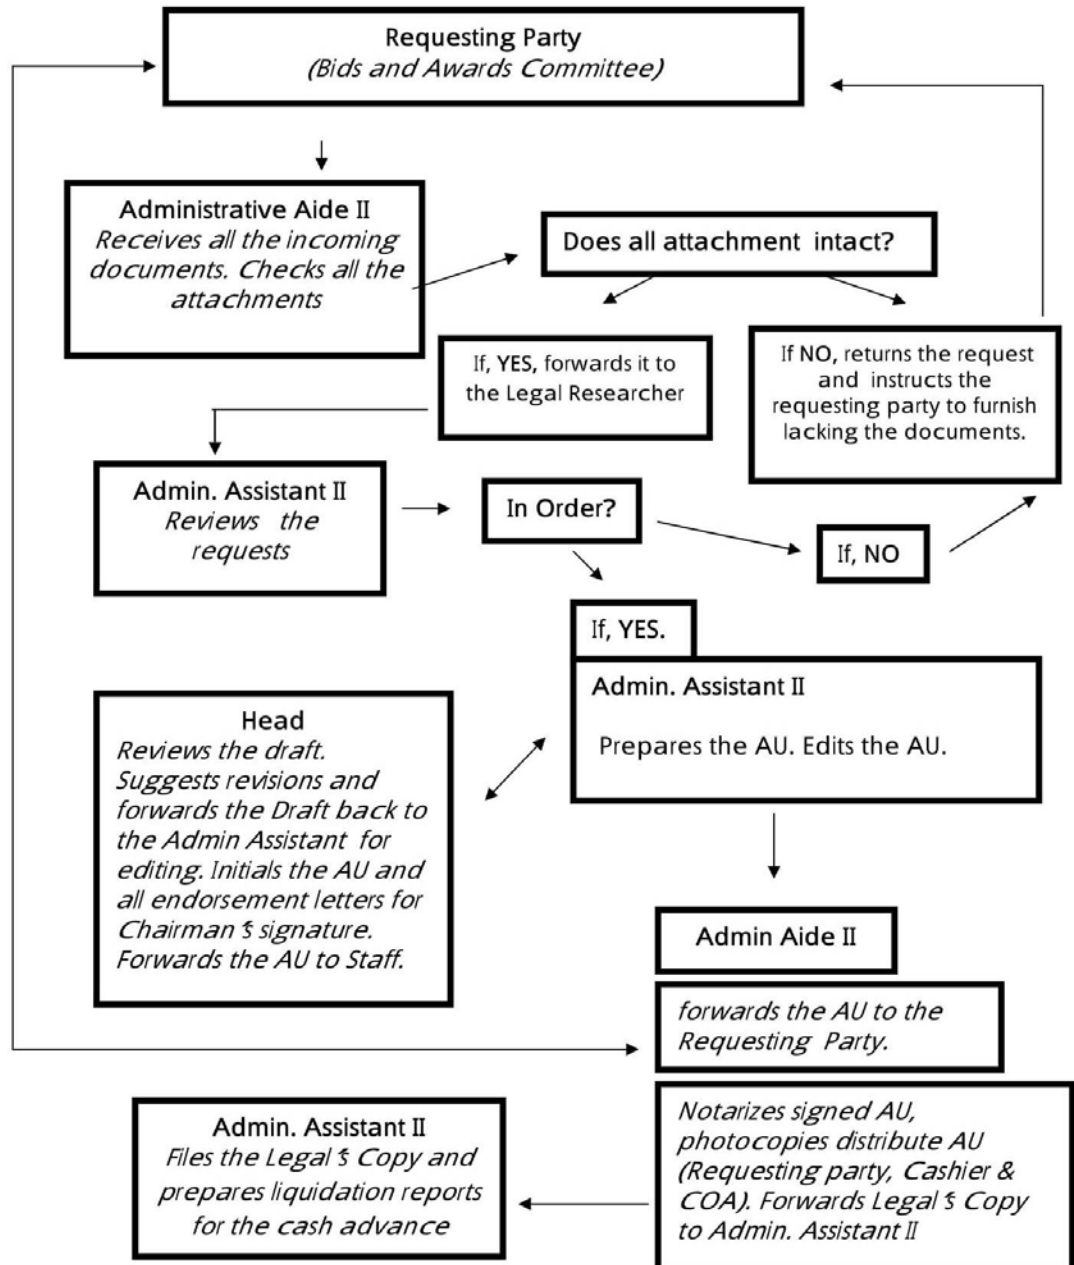 Requesting Party
(Bids and Awards Committee)
Administrative Aide II
Receives all the incoming
documents. Checks all the
attachments
Does all attachment intact?
If, YES, forwards it to
the Legal Researcher
If NO, returns the request
and instructs the
requesting party to furnish
lacking the documents.
Admin. Assistant II
Reviews the
requests
In Order?
If, NO
If, YES.
Admin. Assistant II
Prepares the AU. Edits the AU.
Head
Reviews the draft.
Suggests revisions and
forwards the Draft back to
the Admin Assistant for
editing. Initials the AU and
all endorsement letters for
Chairman's signature.
Forwards the AU to Staff.
Admin Aide II
forwards the AU to the
Requesting Party.
Notarizes signed AU,
photocopies distribute AU
(Requesting party, Cashier &
COA). Forwards Legal's Copy
to Admin. Assistant II
Admin. Assistant II
Files the Legal's Copy and
prepares liquidation reports
for the cash advance